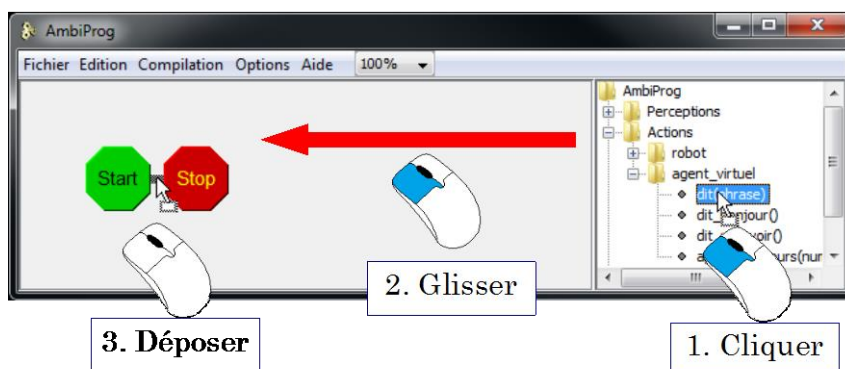 AmbiProg
Fichier Edition Compilation Options Aide 100%
AmbiProg
Perceptions
Actions
robot
agent_virtuel
dit(phrase)
dit_bonjour()
Start Stop
2. Glisser
3. Déposer
1. Cliquer